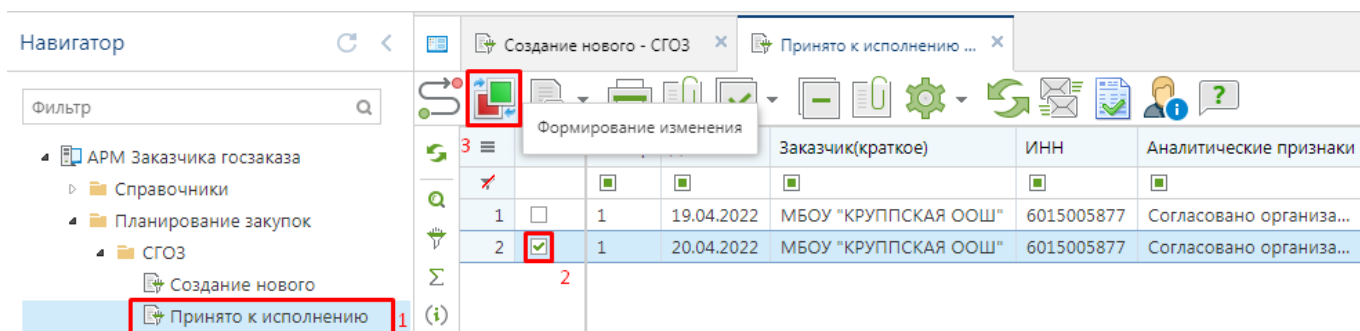 Навигатор
Создание нового - СГОЗ
Принято к исполнению ...
Фильтр
Формирование изменения
АРМ Заказчика госзаказа
Справочники
Планирование закупок
СГОЗ
Создание нового
Принято к исполнению 1
3 Заказчик(краткое) ИНН Аналитические признаки
1 1 19.04.2022 МБОУ "КРУППСКАЯ ООШ" 6015005877 Согласовано организа...
2 1 20.04.2022 МБОУ "КРУППСКАЯ ООШ" 6015005877 Согласовано организа...
2